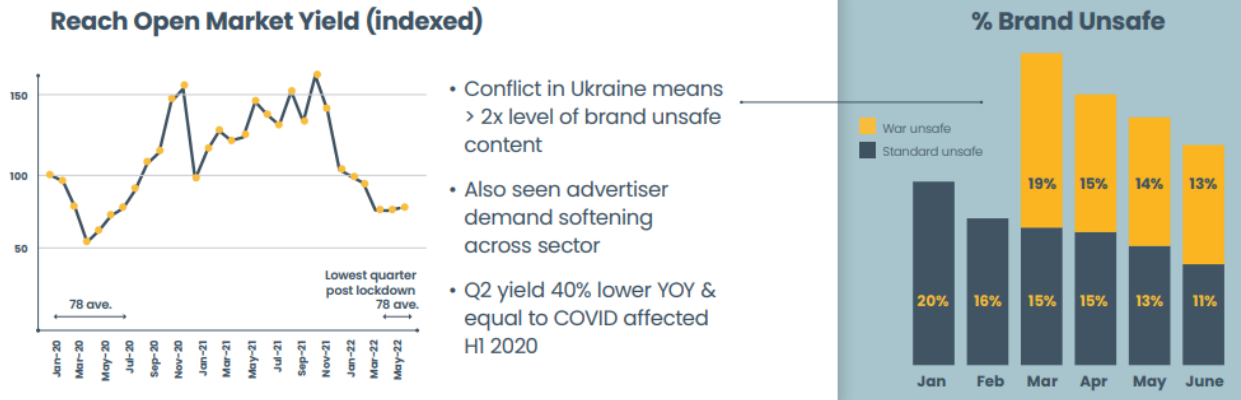 Reach Open Market Yield (indexed)
150
100
50
78 ave.
Lowest quarter
post lockdown
78 ave.
Jan-20
Mar-20
May-20
Jul-20
Sep-20
Nov-20
Jan-21
Mar-21
May-21
Jul-21
Sep-21
Nov-21
Jan-22
Mar-22
May-22
• Conflict in Ukraine means
> 2x level of brand unsafe
content
• Also seen advertiser
demand softening
across sector
• Q2 yield 40% lower YOY &
equal to COVID affected
H1 2020
% Brand Unsafe
War unsafe
Standard unsafe
19%
15%
14%
13%
20%
16%
15%
15%
13%
11%
Jan
Feb
Mar
Apr
May
June